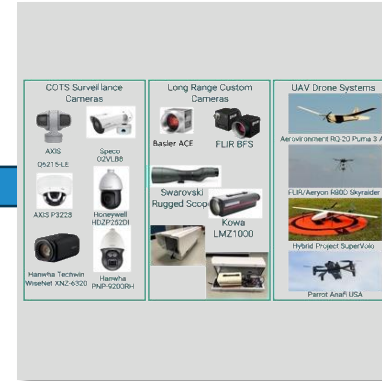 COTS Surveillance
Cameras
AXIS
Q6215-LE
Speco
O2VLB8
AXIS P3228
Honeywell
HDZP252DI
Hanwha Techwin
WiseNet XNZ-6320
Hanwha
PNP-9200RH
Long Range Custom
Cameras
Basler ACE
FLIR BFS
Swarovski
Rugged Scope
Kowa
LMZ1000
UAV Drone Systems
Aerovironment RQ-20 Puma 3 A
FLIR/Aeryon R80D Skyraider
Hybrid Project SuperVolo
Parrot Anafi USA